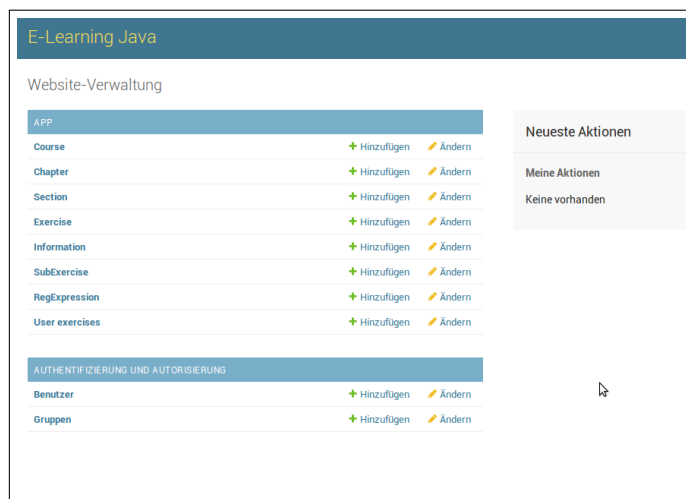 E-Learning Java
Website-Verwaltung
APP
Course Hinzufügen Ändern
Chapter Hinzufügen Ändern
Section Hinzufügen Ändern
Exercise Hinzufügen Ändern
Information Hinzufügen Ändern
SubExercise Hinzufügen Ändern
RegExpression Hinzufügen Ändern
User exercises Hinzufügen Ändern
AUTHENTIFIZIERUNG UND AUTORISIERUNG
Benutzer Hinzufügen Ändern
Gruppen Hinzufügen Ändern
Neueste Aktionen
Meine Aktionen
Keine vorhanden